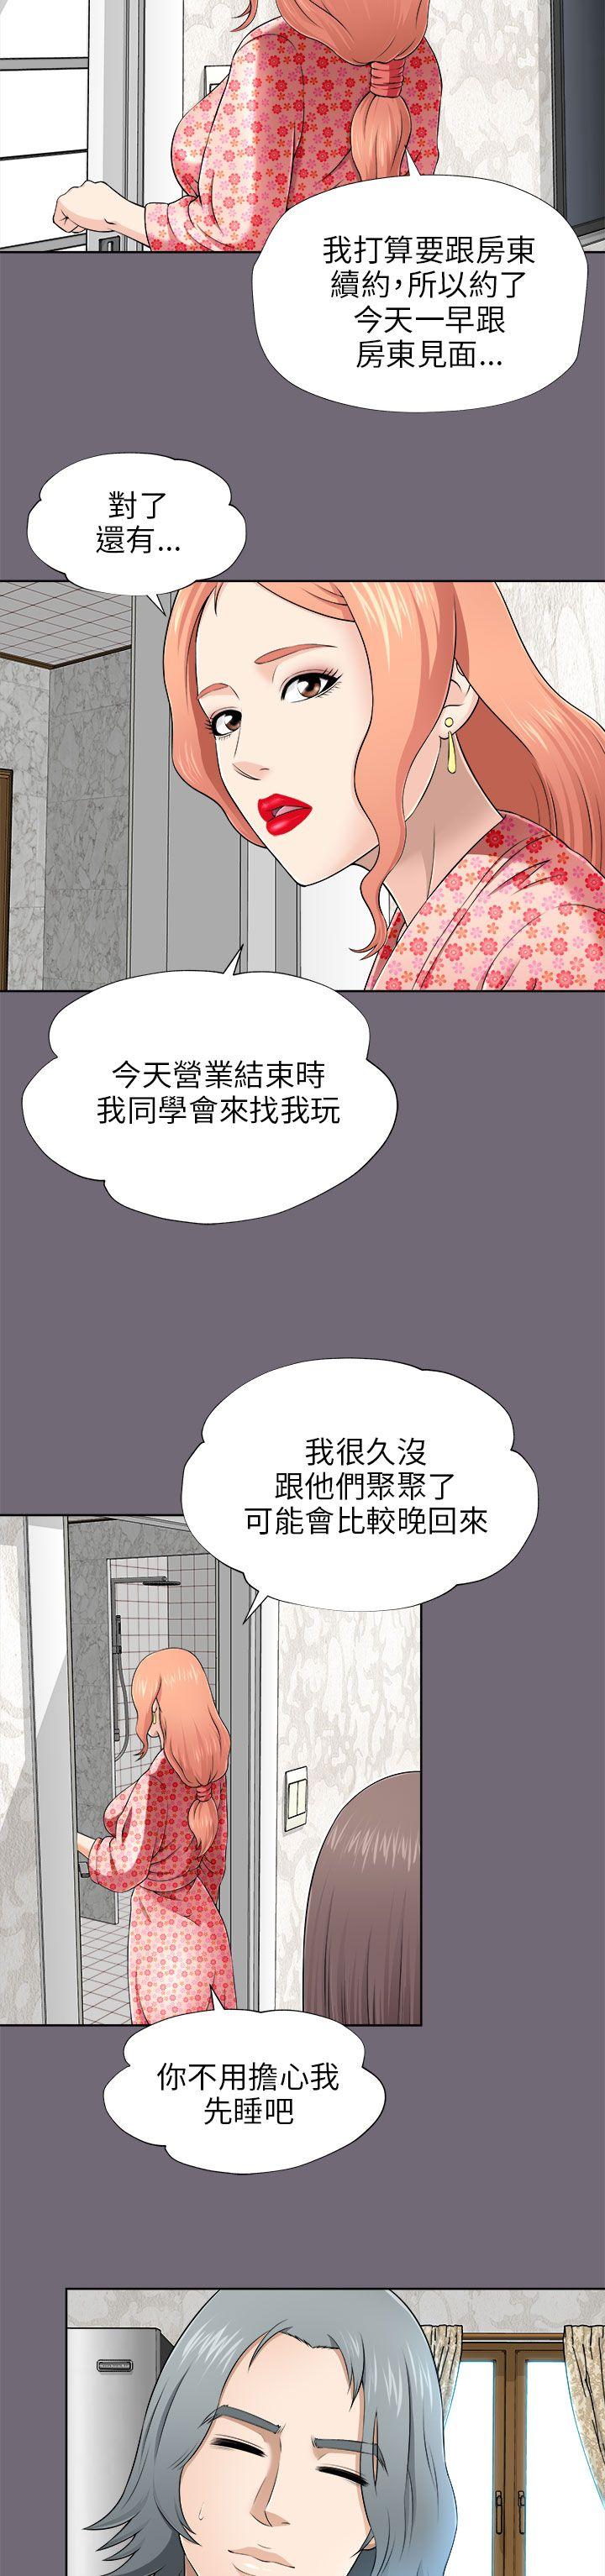 我打算要跟房東
續約，所以約了
今天一早跟
房東見面...
對了
還有...
今天營業結束時
我同學會來找我玩
我很久沒
跟他們聚聚了
可能會比較晚回來
你不用擔心我
先睡吧